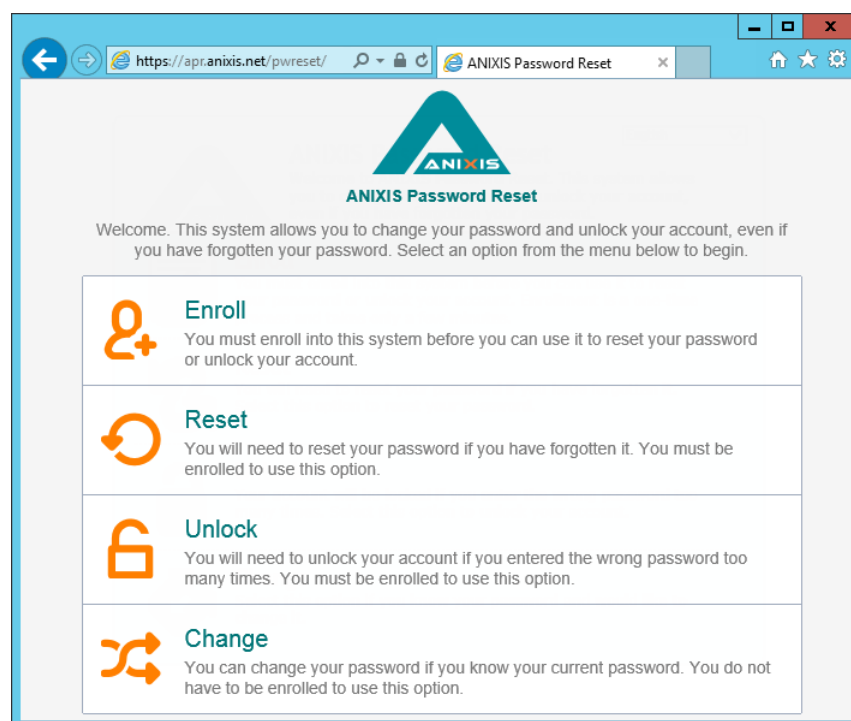 x
https://apr.anixis.net/pwreset/
ANIXIS Password Reset
ANIXIS
ANIXIS Password Reset
Welcome. This system allows you to change your password and unlock your account, even if
you have forgotten your password. Select an option from the menu below to begin.
Enroll
You must enroll into this system before you can use it to reset your password
or unlock your account.
Reset
You will need to reset your password if you have forgotten it. You must be
enrolled to use this option.
Unlock
You will need to unlock your account if you entered the wrong password too
many times. You must be enrolled to use this option.
Change
You can change your password if you know your current password. You do not
have to be enrolled to use this option.